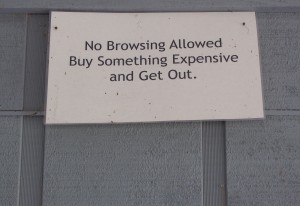 No Browsing Allowed
Buy Something Expensive
and Get Out.